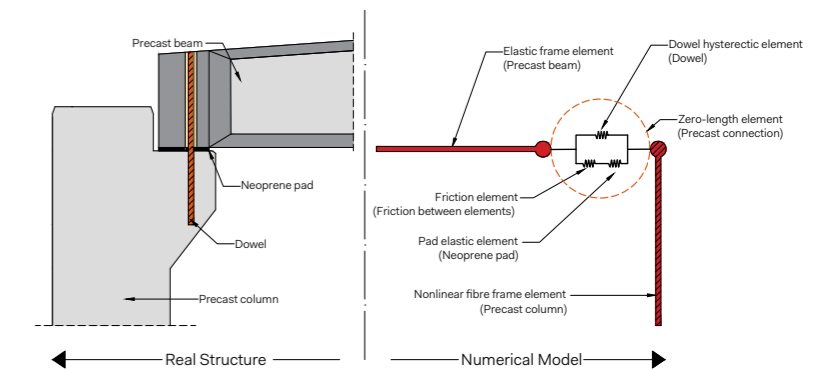 Precast beam
Neoprene pad
Dowel
Precast column
Real Structure
Elastic frame element
(Precast beam)
Dowel hysterectic element
(Dowel)
Zero-length element
(Precast connection)
Friction element
(Friction between elements)
Pad elastic element
(Neoprene pad)
Nonlinear fibre frame element
(Precast column)
Numerical Model